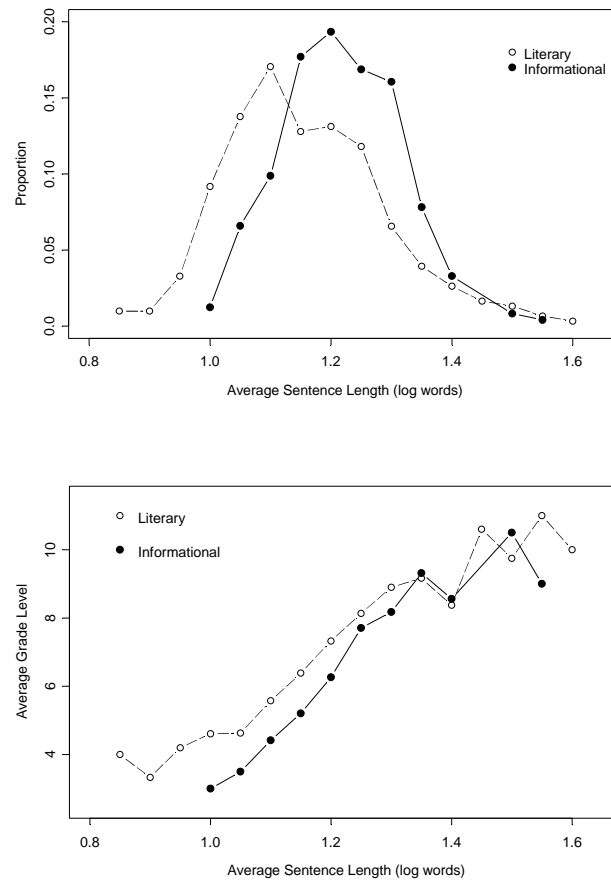 0.20
0.15
0.10
0.05
0.0
Proportion
Literary
Informational
0.8 1.0 1.2 1.4 1.6
Average Sentence Length (log words)
10
8
6
4
Average Grade Level
Literary
Informational
0.8 1.0 1.2 1.4 1.6
Average Sentence Length (log words)